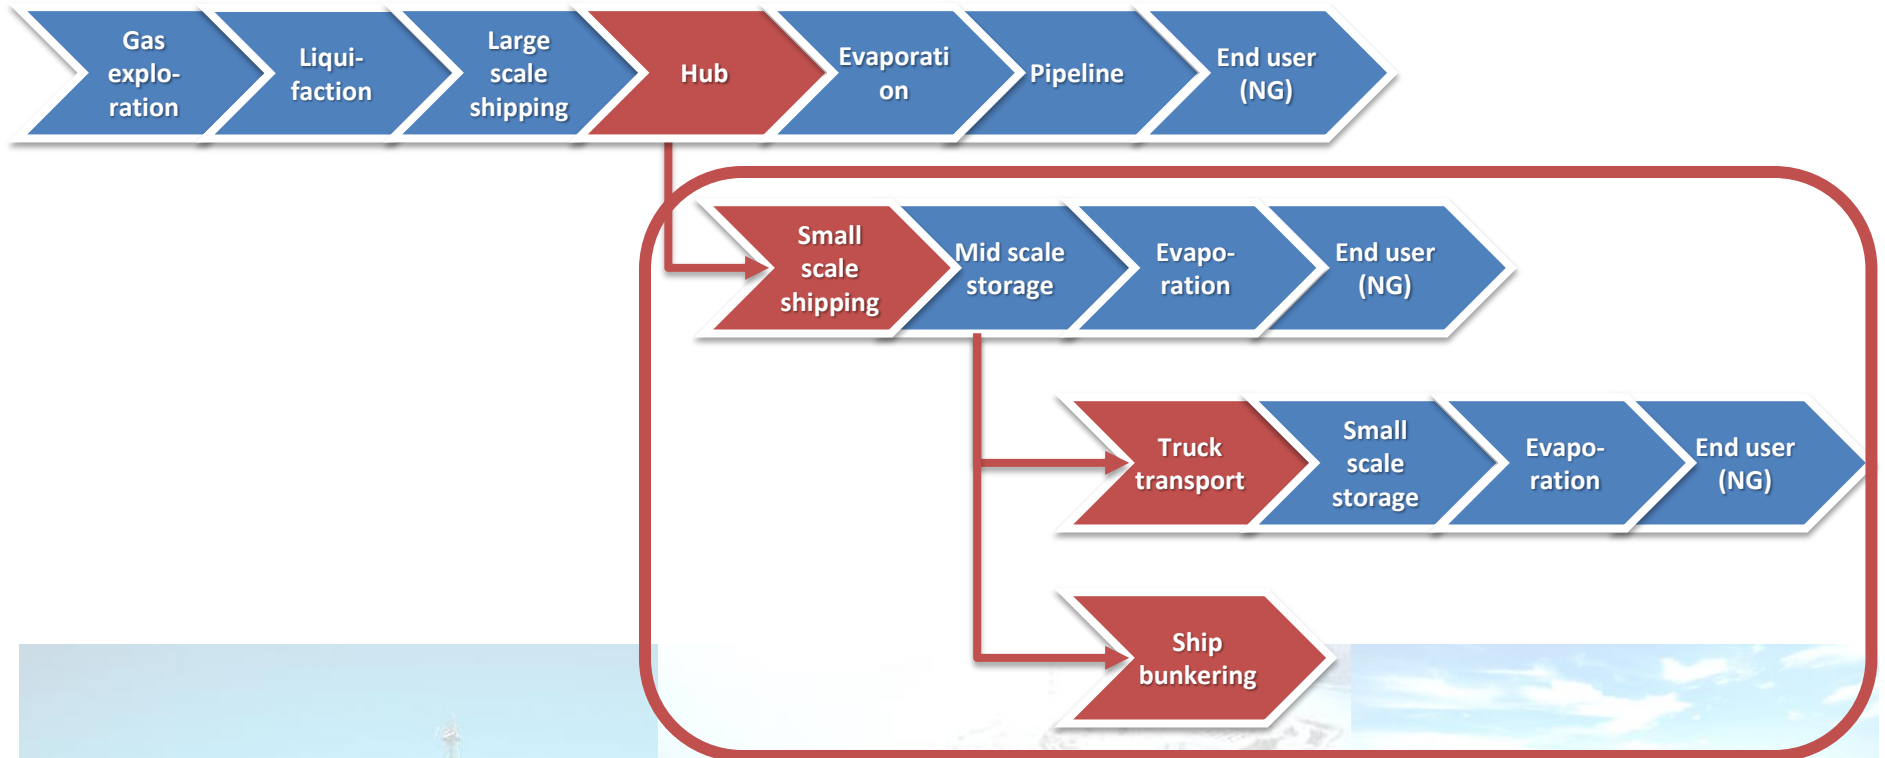 Gas
explo-
ration
Liqui-
faction
Large
scale
shipping
Hub
Evaporati
on
Pipeline
End user
(NG)
Small
scale
shipping
Mid scale
storage
Evapo-
ration
End user
(NG)
Truck
transport
Small
scale
storage
Evapo-
ration
End user
(NG)
Ship
bunkering